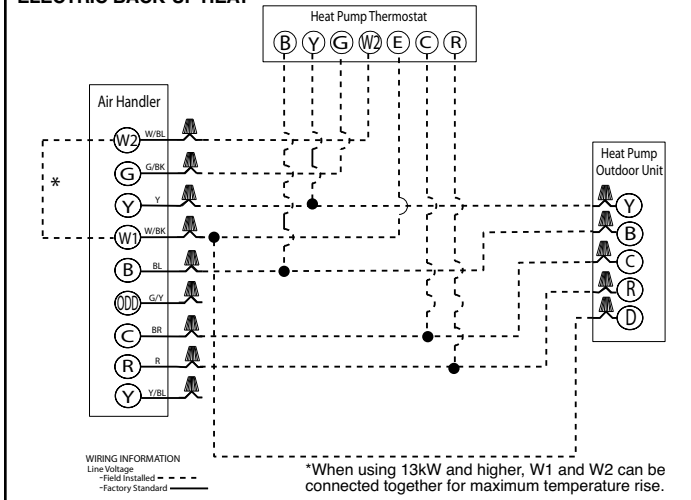 ELECTRIC BACK-UP HEAT
Heat Pump Thermostat
B Y G W2 E C R
Air Handler
W2 W/BL
G G/BK
Y Y
*
W1 W/BK
B BL
ODD G/Y
C BR
R R
Y Y/BL
Heat Pump
Outdoor Unit
Y
B
C
R
D
WIRING INFORMATION
Line Voltage
-Field Installed
-Factory Standard
*When using 13kW and higher, W1 and W2 can be
connected together for maximum temperature rise.